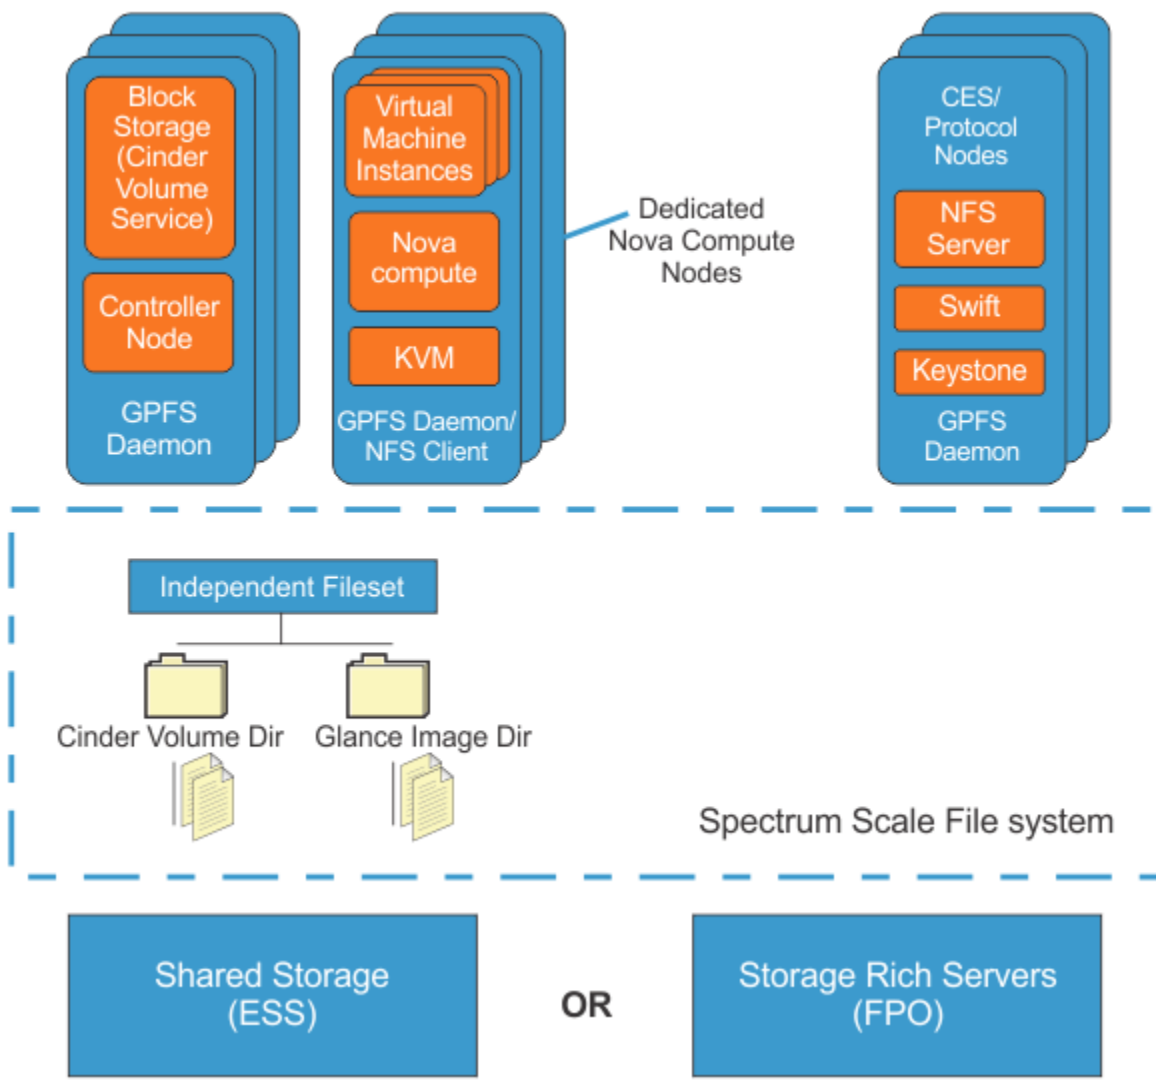 Block
Storage
(Cinder
Volume
Service)
Controller
Node
GPFS
Daemon
Virtual
Machine
Instances
Nova
compute
KVM
GPFS Daemon/
NFS Client
Dedicated
Nova Compute
Nodes
CES/
Protocol
Nodes
NFS
Server
Swift
Keystone
GPFS
Daemon
Independent Fileset
Cinder Volume Dir
Glance Image Dir
Spectrum Scale File system
Shared Storage
(ESS)
OR
Storage Rich Servers
(FPO)